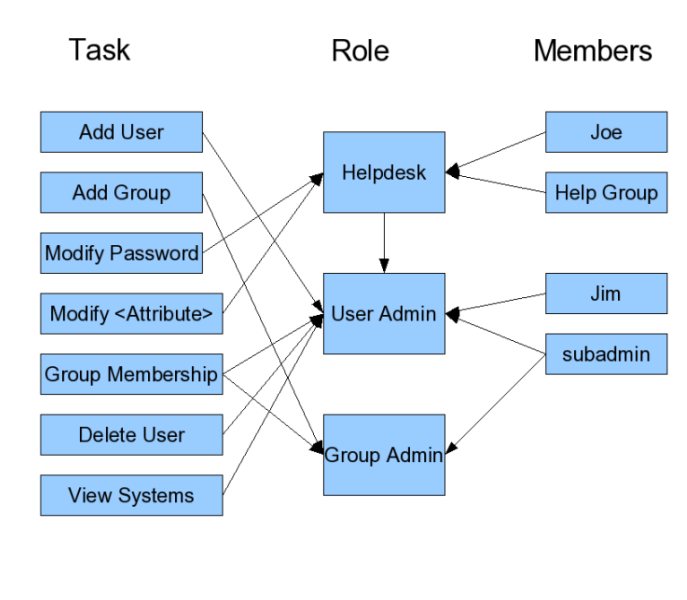 Task
Role
Members
Add User
Add Group
Modify Password
Modify <Attribute>
Group Membership
Delete User
View Systems
Helpdesk
User Admin
Group Admin
Joe
Help Group
Jim
subadmin